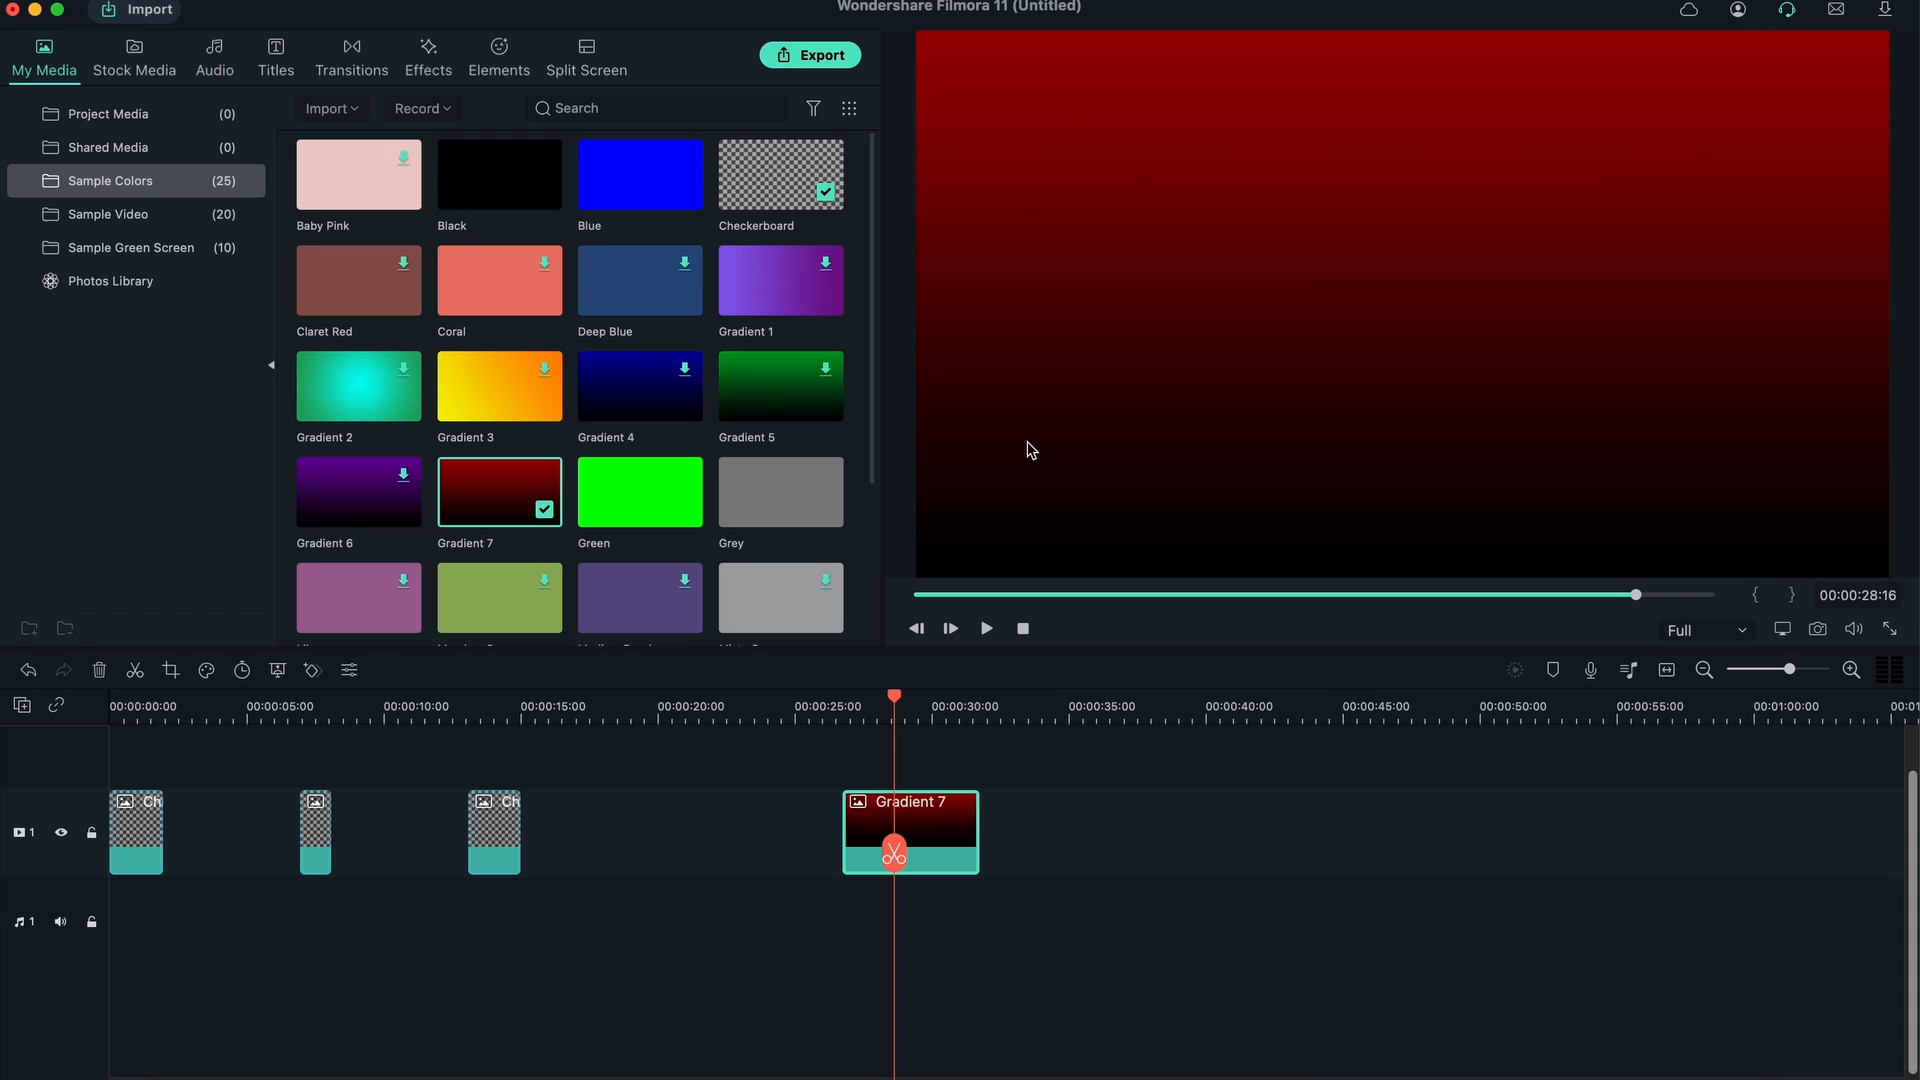 Import
Wondershare Filmora 11 (Untitled)
My Media
Stock Media
Audio
Titles
Transitions
Effects
Elements
Split Screen
Export
Import
Record
Search
Project Media (0)
Shared Media (0)
Sample Colors (25)
Sample Video (20)
Sample Green Screen (10)
Photos Library
Baby Pink
Black
Blue
Checkerboard
Claret Red
Coral
Deep Blue
Gradient 1
Gradient 2
Gradient 3
Gradient 4
Gradient 5
Gradient 6
Gradient 7
Green
Grey
00:00:28:16
Full
00:00:00:00
00:00:05:00
00:00:10:00
00:00:15:00
00:00:20:00
00:00:25:00
00:00:30:00
00:00:35:00
00:00:40:00
00:00:45:00
00:00:50:00
00:00:55:00
00:01:00:00
00:01
Ch
Ch
Gradient 7
1
1